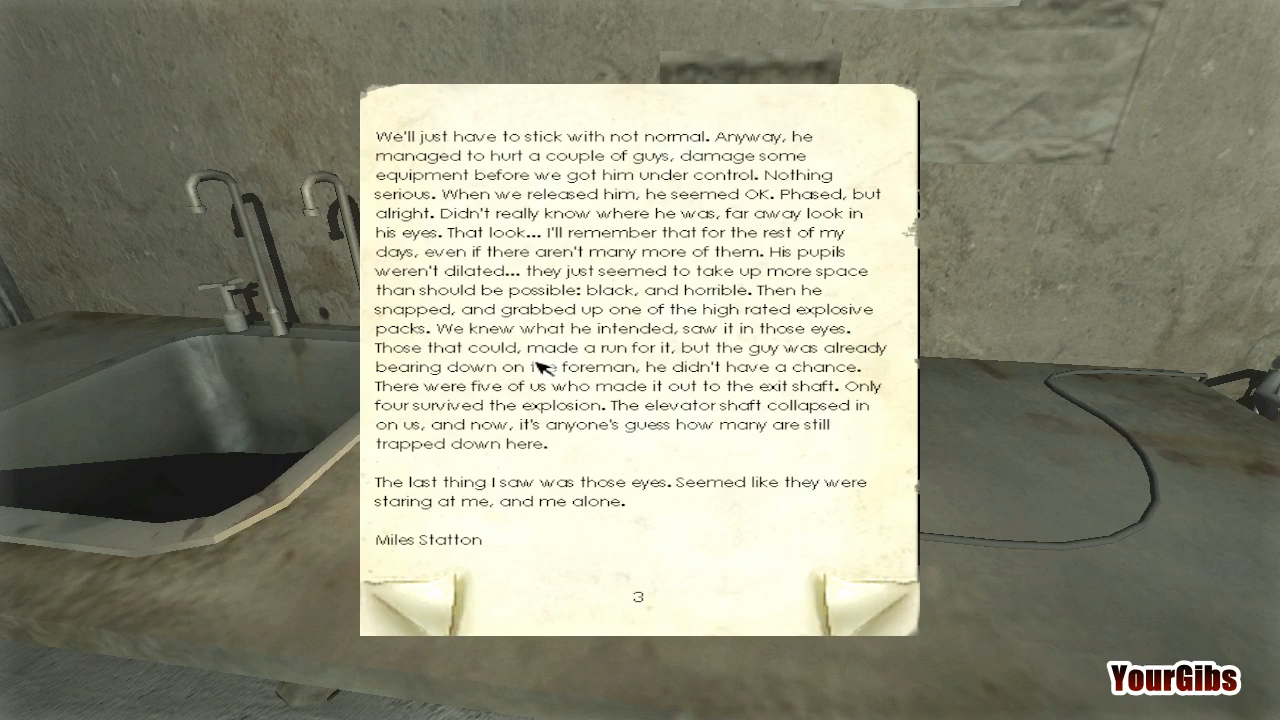 We'll just have to stick with not normal. Anyway, he
managed to hurt a couple of guys, damage some
equipment before we got him under control. Nothing
serious. When we released him, he seemed OK. Phased, but
alright. Didn't really know where he was, far away look in
his eyes. That look... I'll remember that for the rest of my
days, even if there aren't many more of them. His pupils
weren't dilated... they just seemed to take up more space
than should be possible: black, and horrible. Then he
snapped, and grabbed up one of the high rated explosive
packs. We knew what he intended, saw it in those eyes.
Those that could, made a run for it, but the guy was already
bearing down on the foreman, he didn't have a chance.
There were five of us who made it out to the exit shaft. Only
four survived the explosion. The elevator shaft collapsed in
on us, and now, it's anyone's guess how many are still
trapped down here.
The last thing I saw was those eyes. Seemed like they were
staring at me, and me alone.
Miles Statton
3
YourGibs